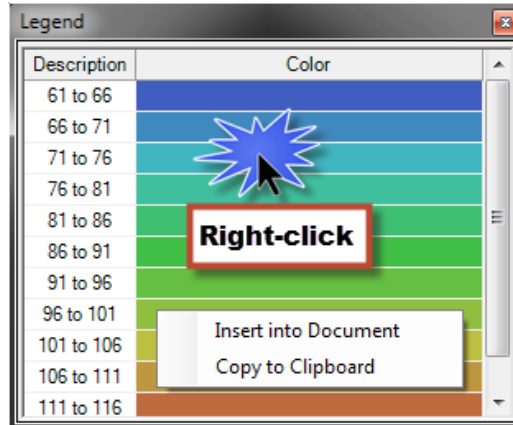 Legend
Description Color
61 to 66
66 to 71
71 to 76
76 to 81
81 to 86
Right-click
86 to 91
91 to 96
96 to 101
Insert into Document
101 to 106
Copy to Clipboard
106 to 111
111 to 116